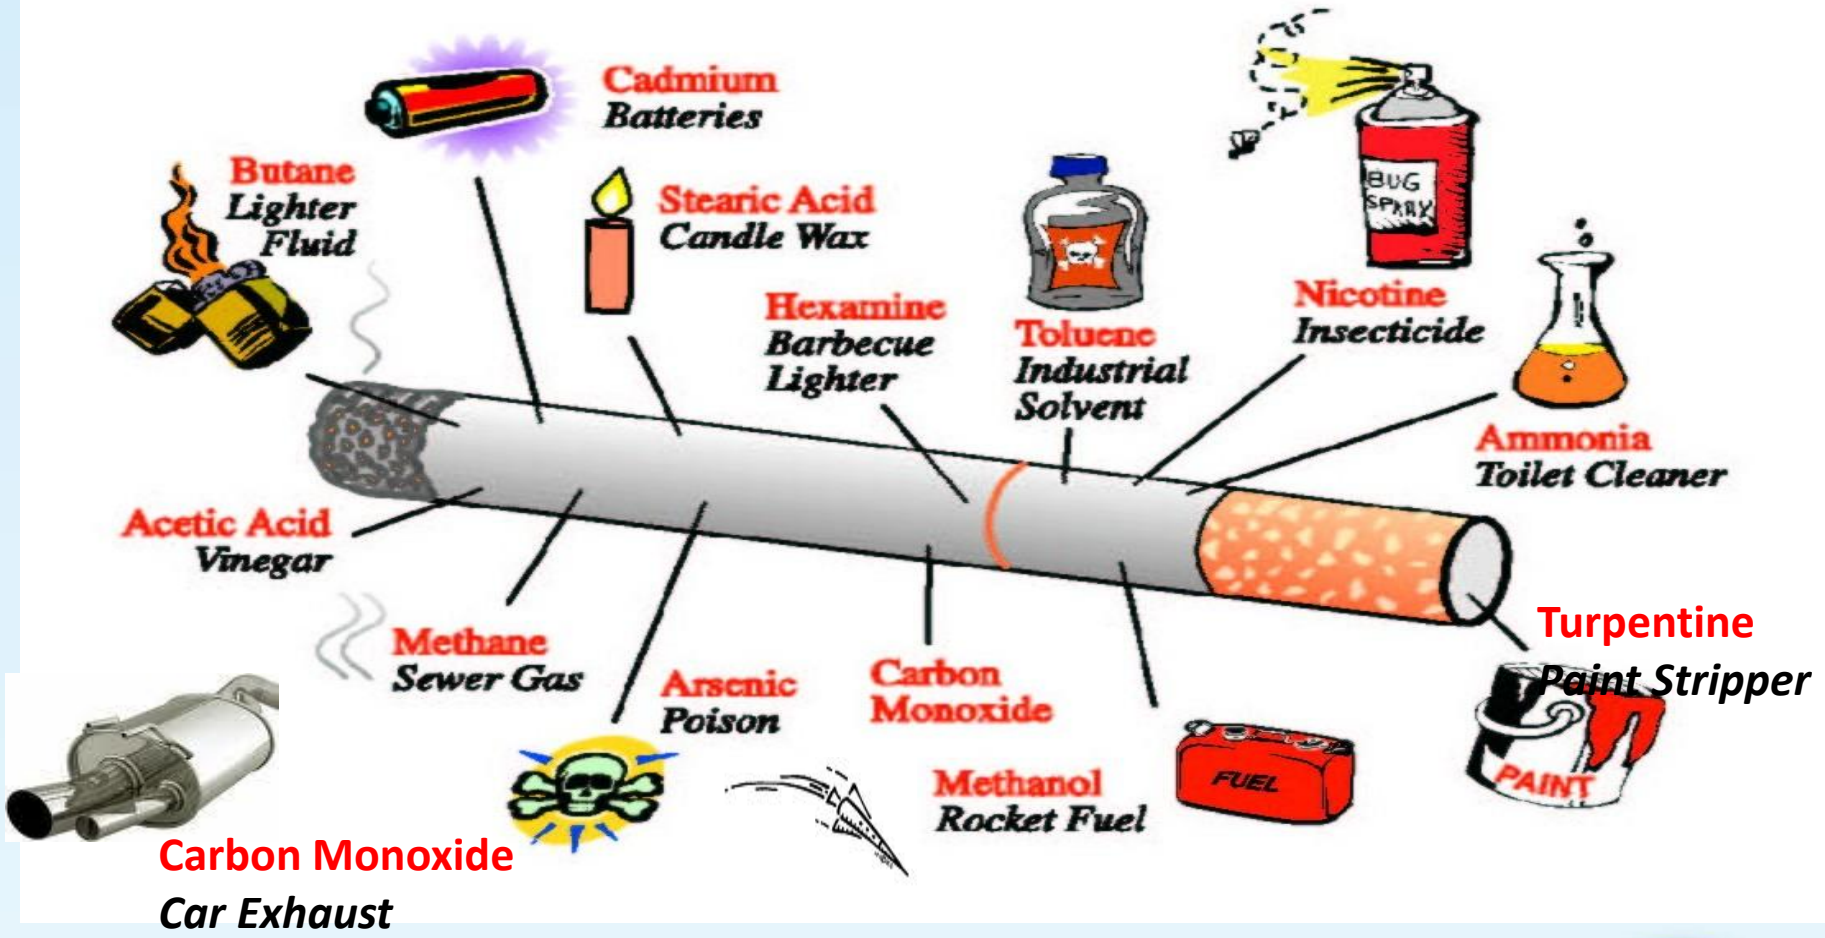 Cadmium
Batteries
Butane
Lighter
Fluid
Stearic Acid
Candle Wax
Hexamine
Barbecue
Lighter
Toluene
Industrial
Solvent
BUG
SPRAY
Nicotine
Insecticide
Ammonia
Toilet Cleaner
Acetic Acid
Vinegar
Methane
Sewer Gas
Arsenic
Poison
Carbon
Monoxide
Methanol
Rocket Fuel
FUEL
Turpentine
Paint Stripper
PAINT
Carbon Monoxide
Car Exhaust